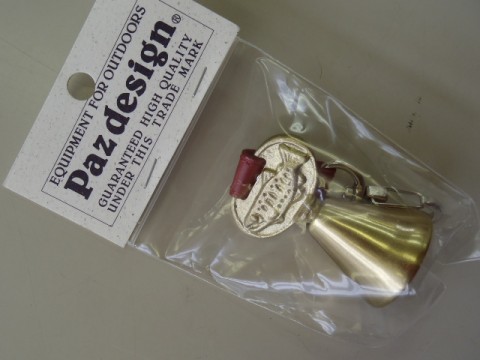 EQUIPMENT FOR OUTDOORS
Pazdesign®
GUARANTEED HIGH QUALITY
UNDER THIS TRADE MARK